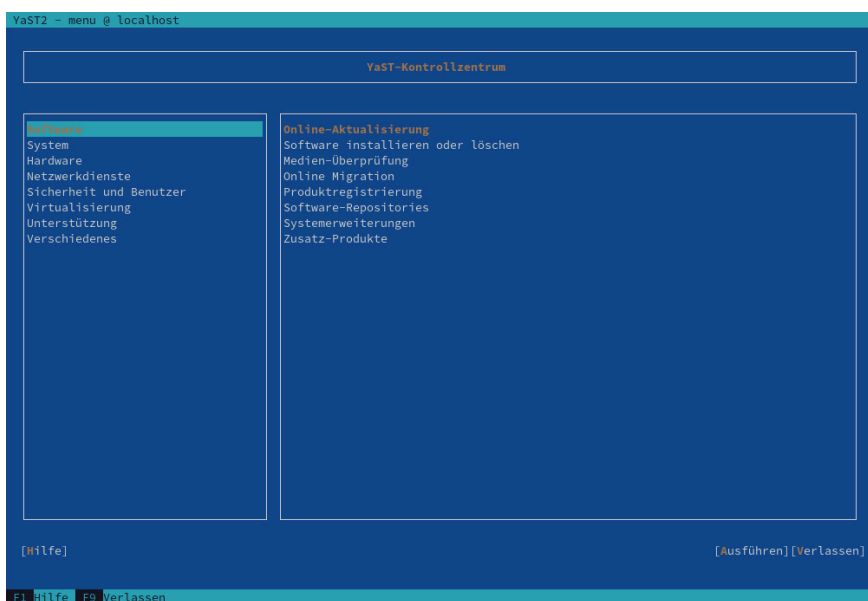 YaST2 - menu @ localhost
YaST-Kontrollzentrum
Software
System
Hardware
Netzwerkdienste
Sicherheit und Benutzer
Virtualisierung
Unterstützung
Verschiedenes
Online-Aktualisierung
Software installieren oder löschen
Medien-Überprüfung
Online Migration
Produktregistrierung
Software-Repositories
Systemerweiterungen
Zusatz-Produkte
[Hilfe]
[Ausführen][Verlassen]
F1 Hilfe F9 Verlassen